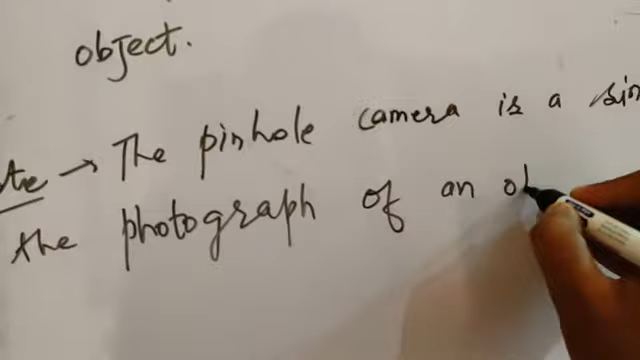 object.
→ The pinhole camera is a
the photograph of an